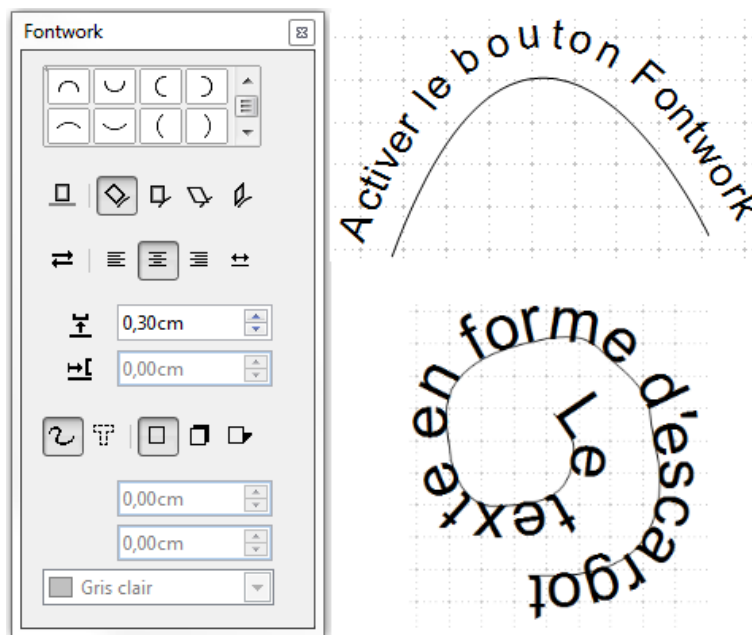 Fontwork
0,30cm
0,00cm
0,00cm
0,00cm
Gris clair
Activer le bouton Fontwork
Le texte en forme d'escargot